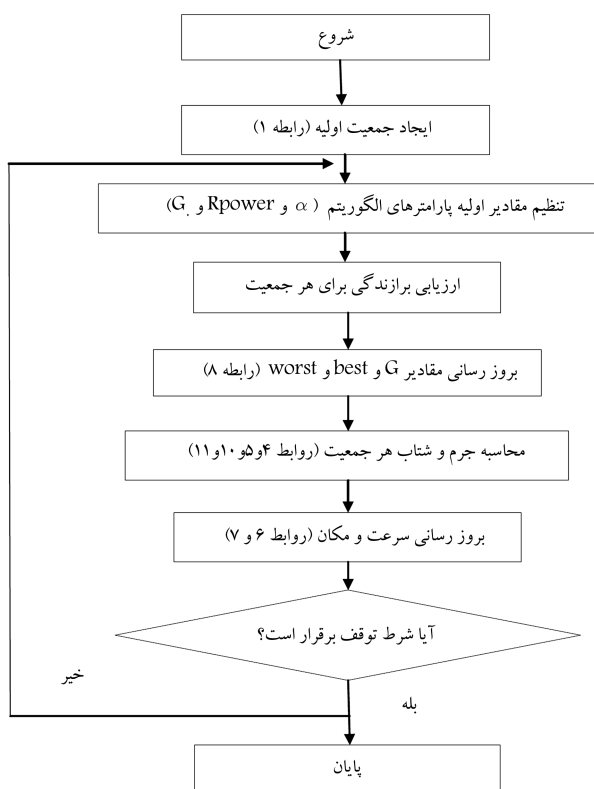 شروع
ایجاد جمعیت اولیه (رابطه ۱)
تنظیم مقادیر اولیه پارامترهای الگوریتم ( α و Rpower و G۰)
ارزیابی برازندگی برای هر جمعیت
بروز رسانی مقادیر G و best و worst (رابطه ۸)
محاسبه جرم و شتاب هر جمعیت (روابط ۴و۵و۱۰و۱۱)
بروز رسانی سرعت و مکان (روابط ۶ و ۷)
آیا شرط توقف برقرار است؟
خیر
بله
پایان